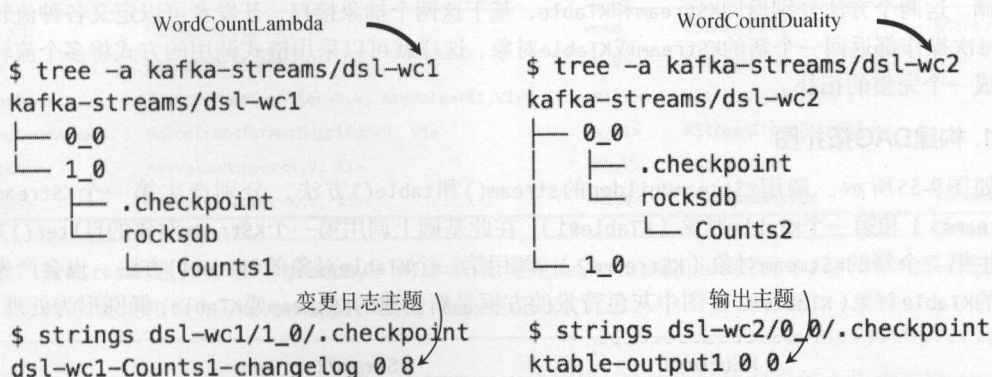 WordCountLambda
$ tree -a kafka-streams/dsl-wc1
kafka-streams/dsl-wc1
├── 0_0
└── 1_0
    ├── .checkpoint
    └── rocksdb
        └── Counts1
变更日志主题
$ strings dsl-wc1/1_0/.checkpoint
dsl-wc1-Counts1-changelog 0 8
WordCountDuality
$ tree -a kafka-streams/dsl-wc2
kafka-streams/dsl-wc2
├── 0_0
│   ├── .checkpoint
│   └── rocksdb
│       └── Counts2
└── 1_0
输出主题
$ strings dsl-wc2/0_0/.checkpoint
ktable-output1 0 0